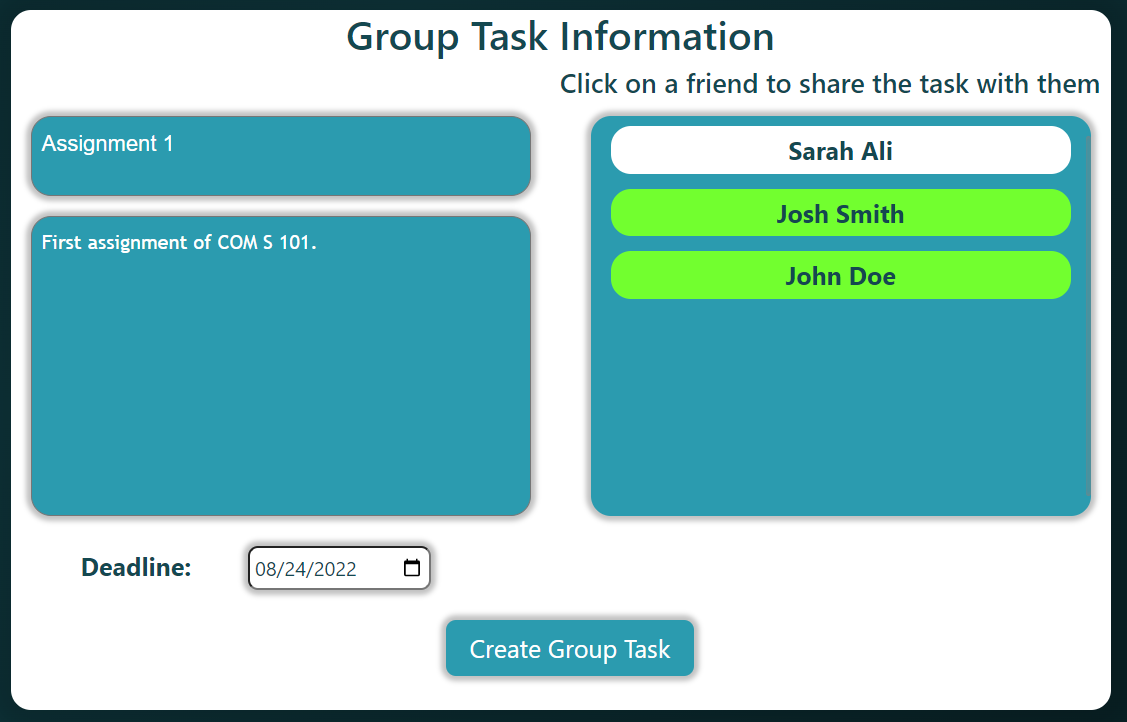 Group Task Information
Click on a friend to share the task with them
Assignment 1
First assignment of COM S 101.
Sarah Ali
Josh Smith
John Doe
Deadline:
08/24/2022
Create Group Task